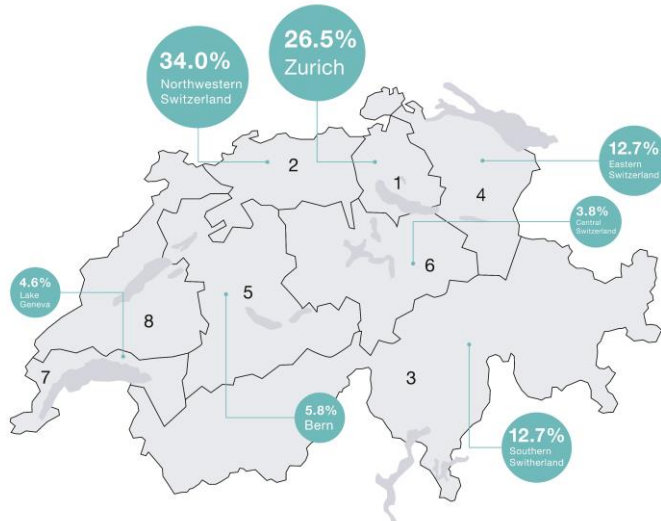 34.0%
Northwestern
Switzerland
26.5%
Zurich
12.7%
Eastern
Switzerland
3.8%
Central
Switzerland
4.6%
Lake
Geneva
5.8%
Bern
12.7%
Southern
Switherland
2
1
4
6
5
8
7
3